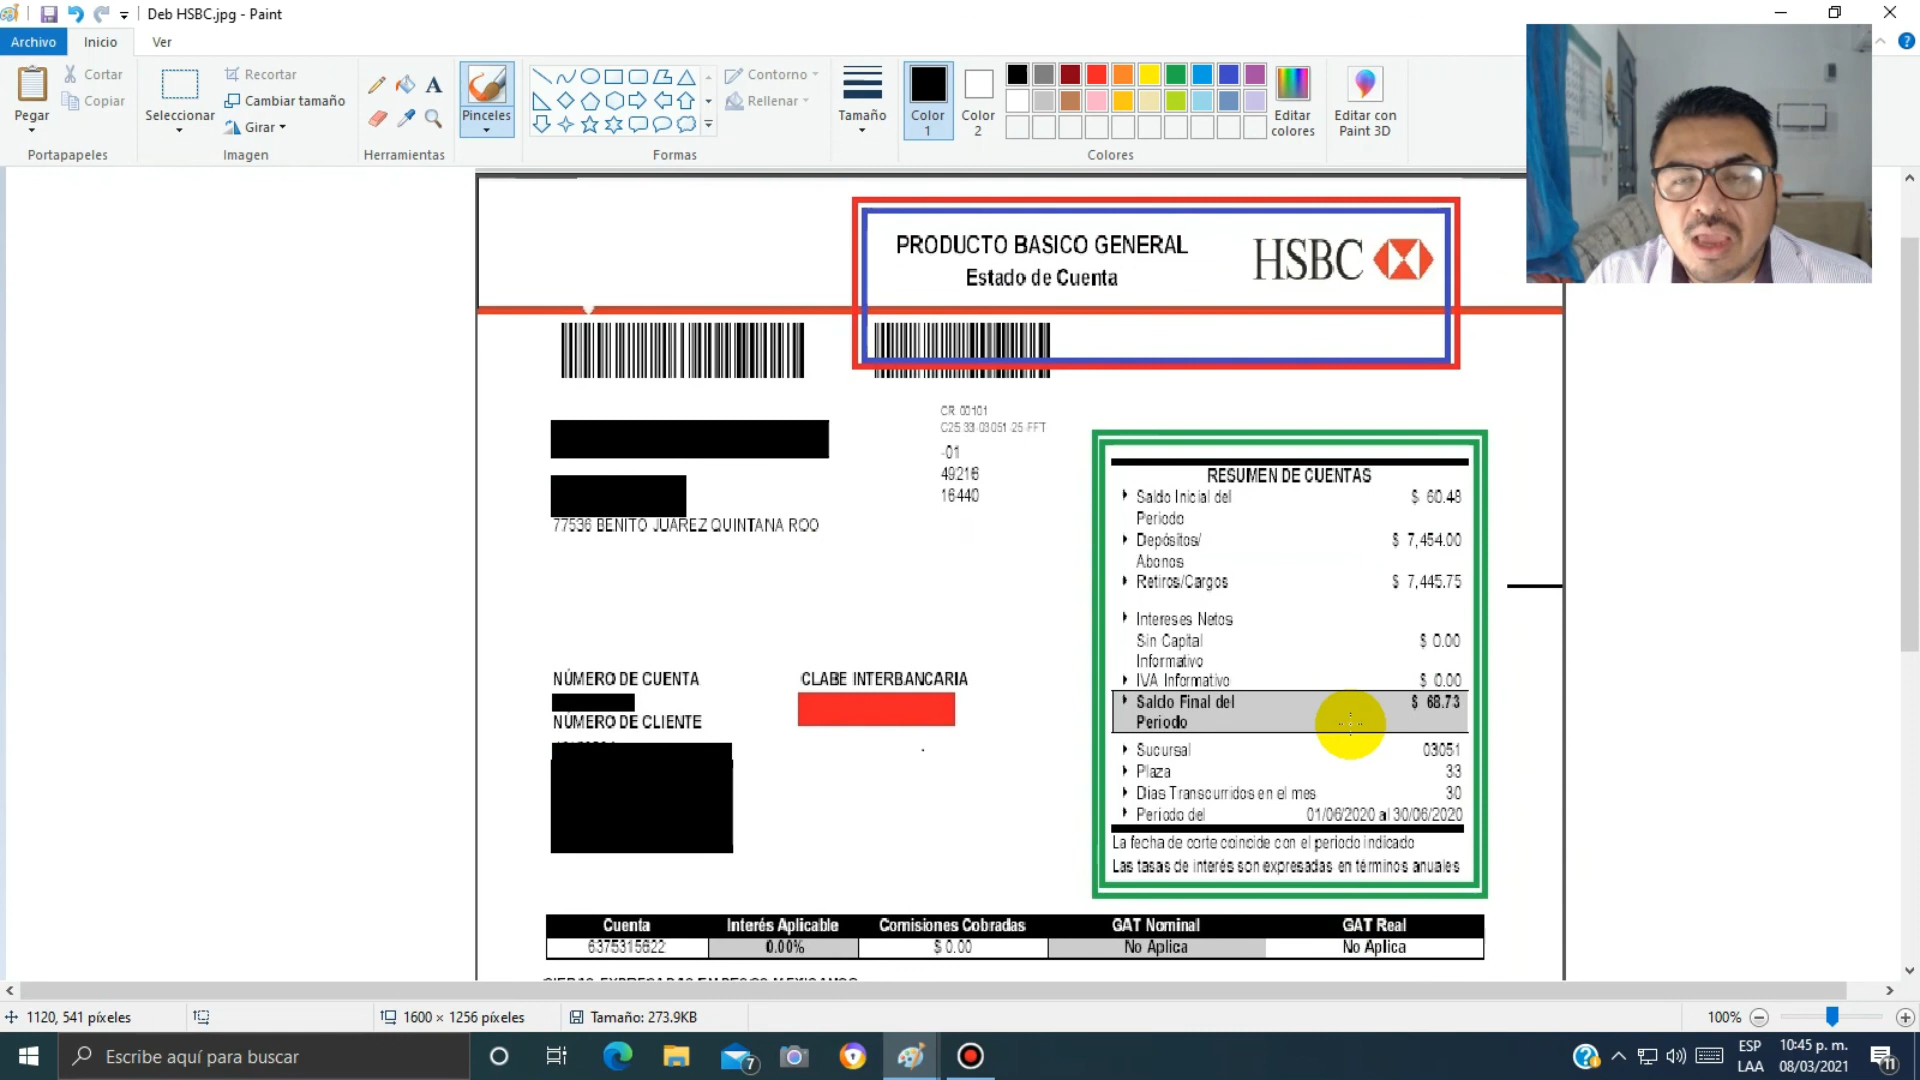 Deb HSBC.jpg - Paint
Archivo
Inicio
Ver
Pegar
Cortar
Copiar
Portapapeles
Seleccionar
Recortar
Cambiar tamaño
Girar
Imagen
A
Herramientas
Pinceles
Contorno
Rellenar
Formas
Tamaño
Color
1
Color
2
Editar
colores
Editar con
Paint 3D
Colores
PRODUCTO BASICO GENERAL
Estado de Cuenta
HSBC
CR 00101
C25 33-03051-25-FFT
-01
49216
16440
77536 BENITO JUAREZ QUINTANA ROO
NÚMERO DE CUENTA
NÚMERO DE CLIENTE
CLABE INTERBANCARIA
RESUMEN DE CUENTAS
Saldo Inicial del $ 60.48
Periodo
Depósitos/ $ 7,454.00
Abonos
Retiros/Cargos $ 7,445.75
Intereses Netos
Sin Capital $ 0.00
Informativo
IVA Informativo $ 0.00
Saldo Final del $ 68.73
Periodo
Sucursal 03051
Plaza 33
Dias Transcurridos en el mes 30
Periodo del 01/06/2020 al 30/06/2020
La fecha de corte coincide con el periodo indicado
Las tasas de interés son expresadas en términos anuales
Cuenta Interés Aplicable Comisiones Cobradas GAT Nominal GAT Real
6375315622 0.00% $ 0.00 No Aplica No Aplica
1120, 541 píxeles
1600 × 1256 píxeles
Tamaño: 273.9KB
100%
Escribe aquí para buscar
7
ESP
LAA
10:45 p. m.
08/03/2021
11